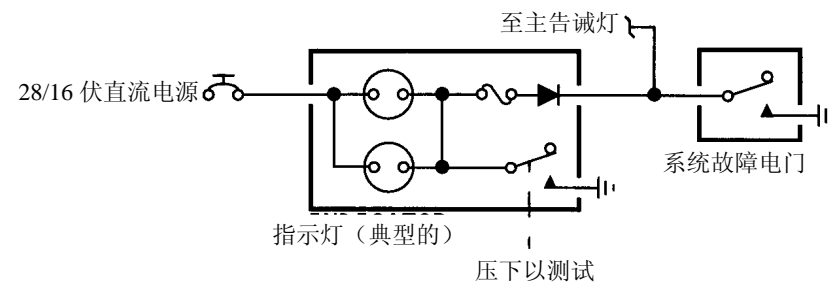 至主告诫灯
28/16 伏直流电源
系统故障电门
指示灯（典型的）
压下以测试